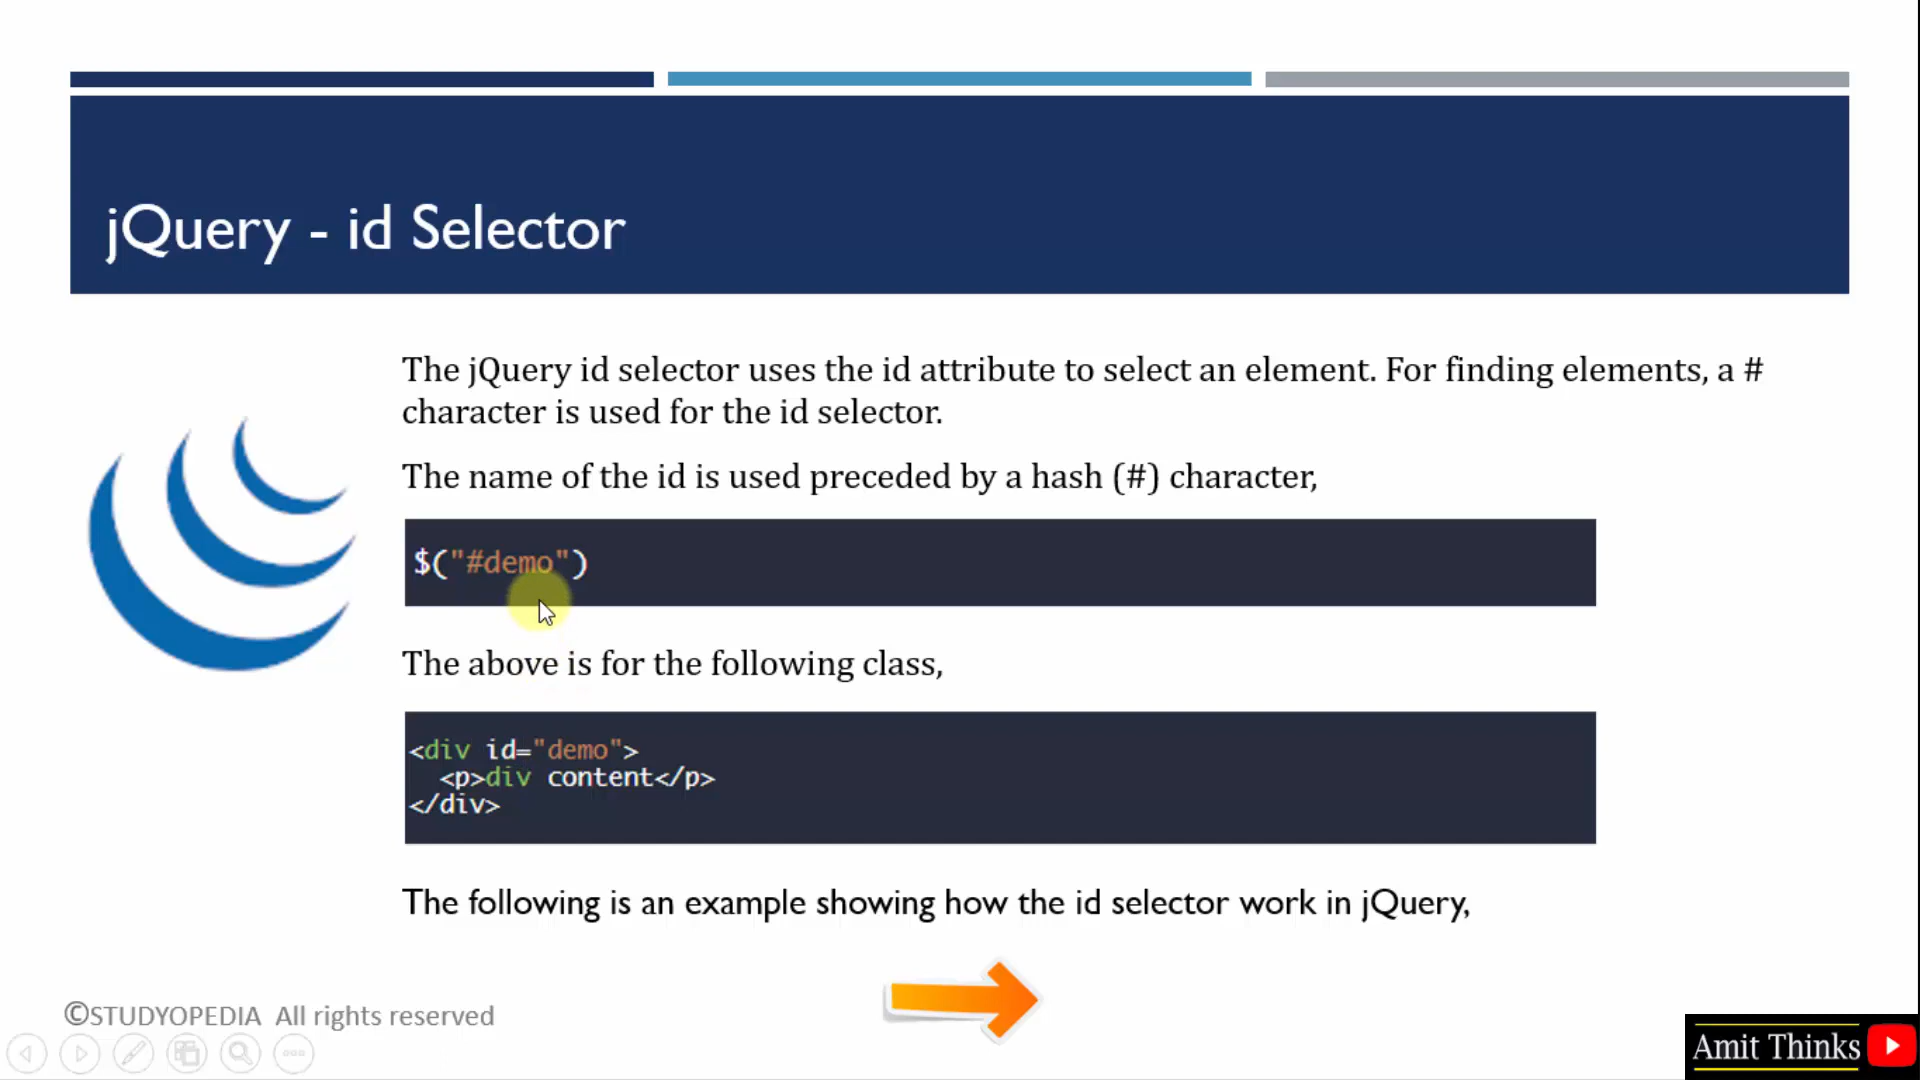 jQuery - id Selector
The jQuery id selector uses the id attribute to select an element. For finding elements, a #
character is used for the id selector.
The name of the id is used preceded by a hash (#) character,
$("#demo")
The above is for the following class,
<div id="demo">
  <p>div content</p>
</div>
The following is an example showing how the id selector work in jQuery,
©STUDYOPEDIA All rights reserved
Amit Thinks